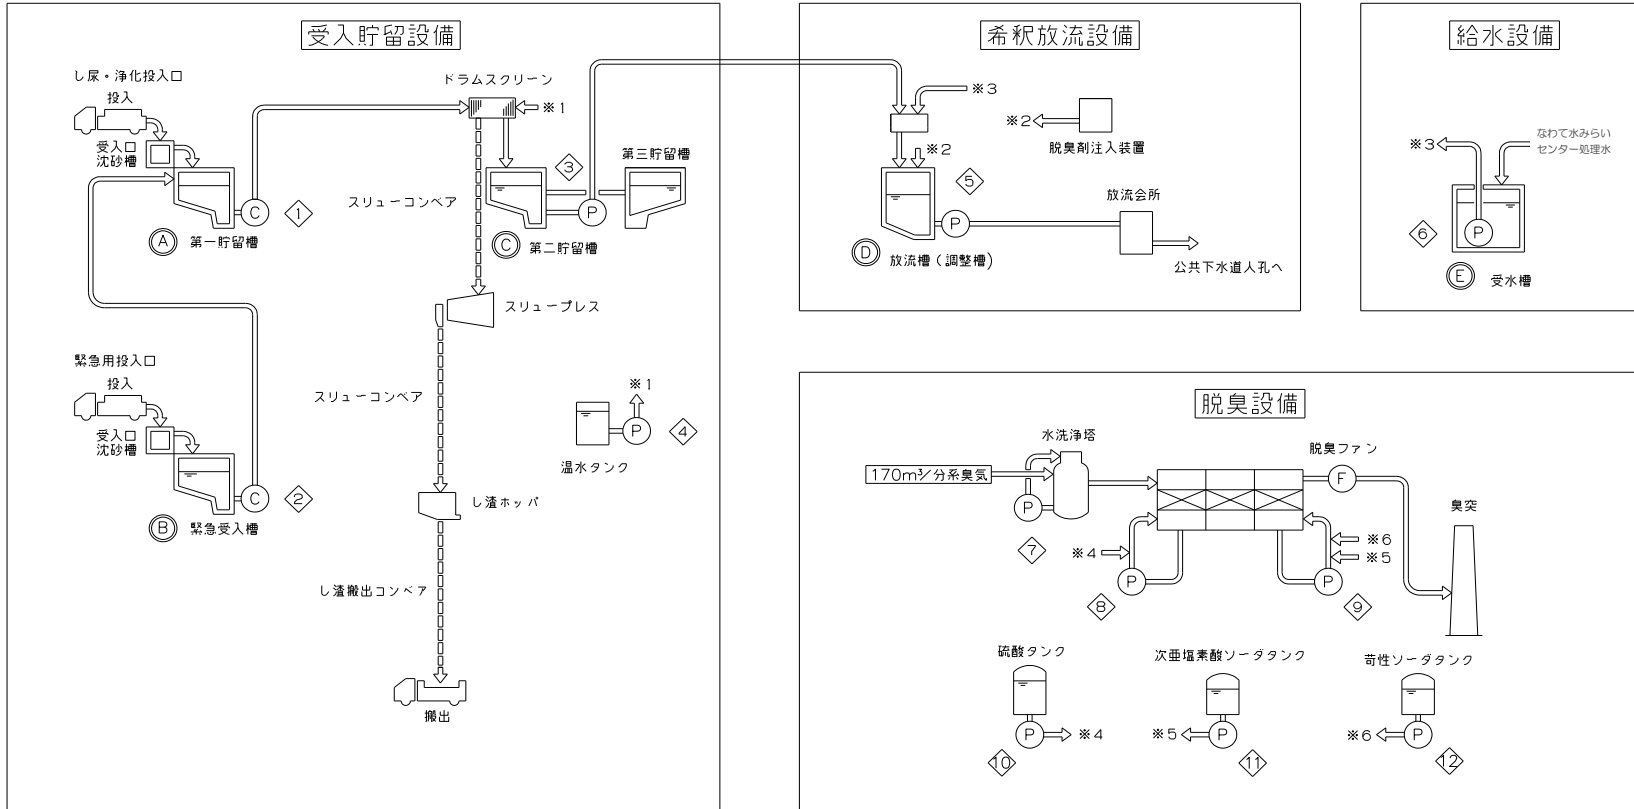 受入貯留設備
し尿・浄化投入口
投入
受入口
沈砂槽
A
第一貯留槽
C
1
ドラムスクリーン
※1
スリューコンベア
3
第三貯留槽
P
C
第二貯留槽
スリュープレス
緊急用投入口
投入
受入口
沈砂槽
B
緊急受入槽
C
2
スリューコンベア
※1
P
4
温水タンク
し渣ホッパ
し渣搬出コンベア
搬出
希釈放流設備
※3
※2
脱臭剤注入装置
※2
5
P
D
放流槽(調整槽)
放流会所
公共下水道人孔へ
給水設備
※3
なわて水みらい
センター処理水
6
P
E
受水槽
脱臭設備
170m³/分系臭気
水洗浄塔
P
7
※4
P
8
脱臭ファン
F
※6
※5
P
9
臭突
硫酸タンク
P
※4
10
次亜塩素酸ソーダタンク
※5
P
11
苛性ソーダタンク
※6
P
12